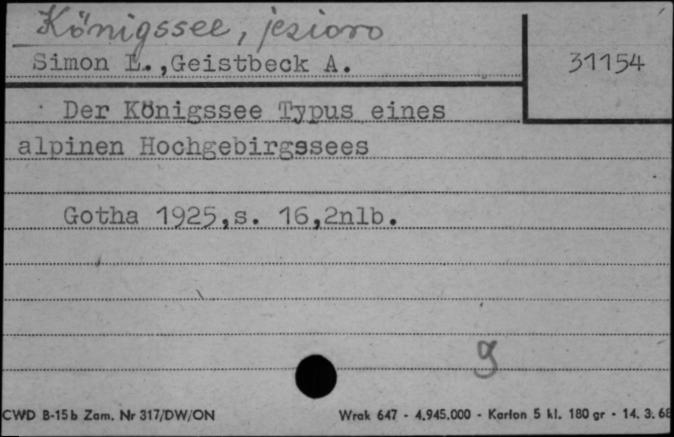 Königssee, jezioro
Simon L.,Geistbeck A.
31154
Der Königssee Typus eines
alpinen Hochgebirgssees
Gotha 1925,s. 16,2nlb.
g
CWD B-15b Zam. Nr 317/DW/ON
Wrak 647 - 4.945.000 - Karton 5 kl. 180 gr - 14. 3. 68